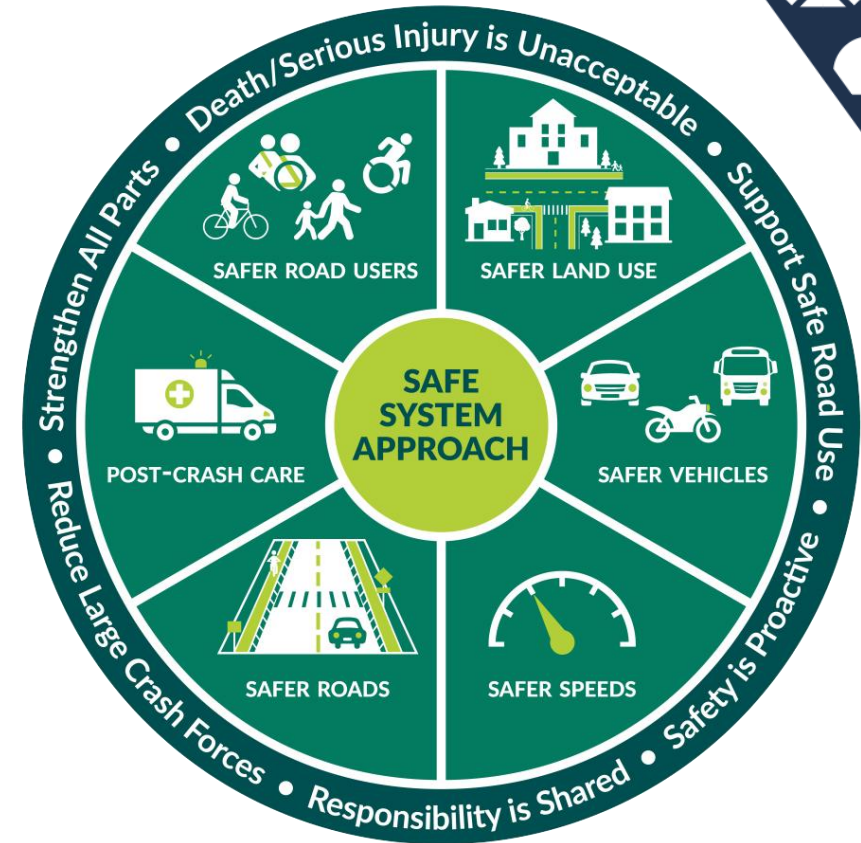 Death/Serious Injury is Unacceptable
Support Safe Road Use
Safety is Proactive
Responsibility is Shared
Reduce Large Crash Forces
Strengthen All Parts
SAFER ROAD USERS
SAFER LAND USE
SAFE
SYSTEM
APPROACH
POST-CRASH CARE
SAFER VEHICLES
SAFER ROADS
SAFER SPEEDS